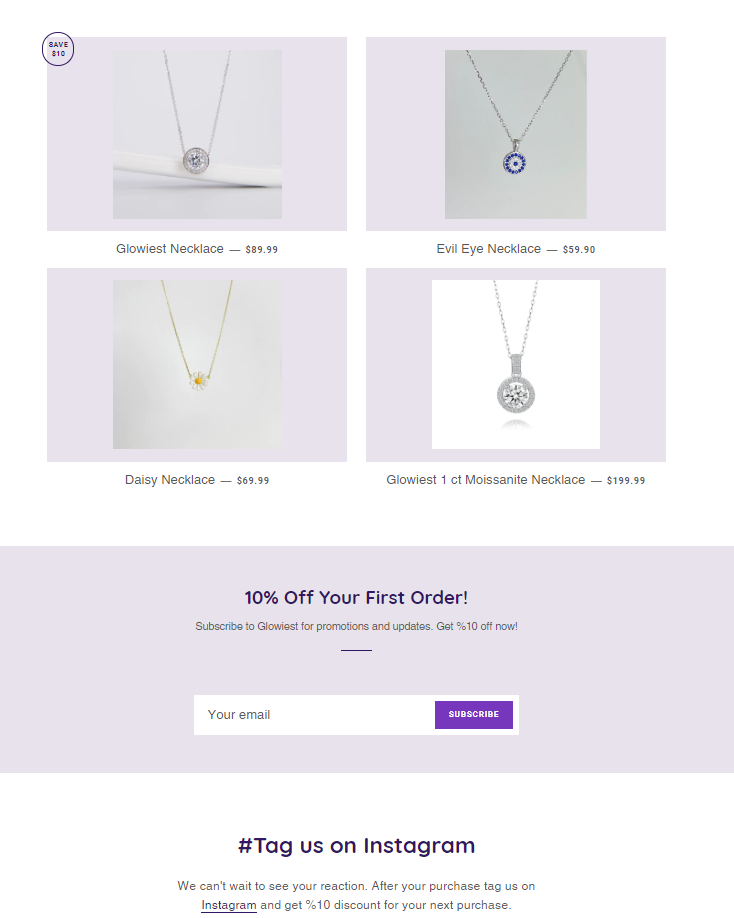 SAVE
$10
Glowiest Necklace — $89.99
Evil Eye Necklace — $59.90
Daisy Necklace — $69.99
Glowiest 1 ct Moissanite Necklace — $199.99
10% Off Your First Order!
Subscribe to Glowiest for promotions and updates. Get %10 off now!
Your email
SUBSCRIBE
#Tag us on Instagram
We can't wait to see your reaction. After your purchase tag us on
Instagram and get %10 discount for your next purchase.